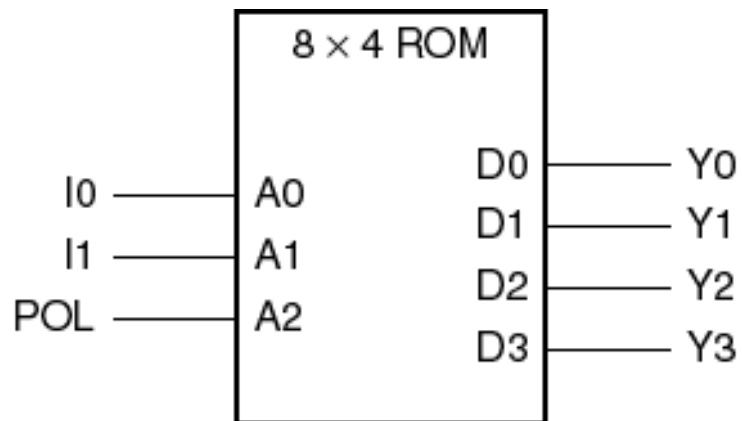 8 × 4 ROM
I0 A0 D0 Y0
I1 A1 D1 Y1
POL A2 D2 Y2
D3 Y3